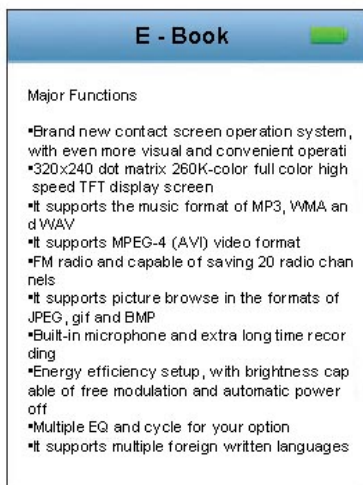 E - Book
Major Functions
•Brand new contact screen operation system,
with even more visual and convenient operati
•320x240 dot matrix 260K-color full color high
speed TFT display screen
•It supports the music format of MP3, WMA an
d WAV
•It supports MPEG-4 (AVI) video format
•FM radio and capable of saving 20 radio chan
nels
•It supports picture browse in the formats of
JPEG, gif and BMP
•Built-in microphone and extra long time recor
ding
•Energy efficiency setup, with brightness cap
able of free modulation and automatic power
off
•Multiple EQ and cycle for your option
•It supports multiple foreign written languages